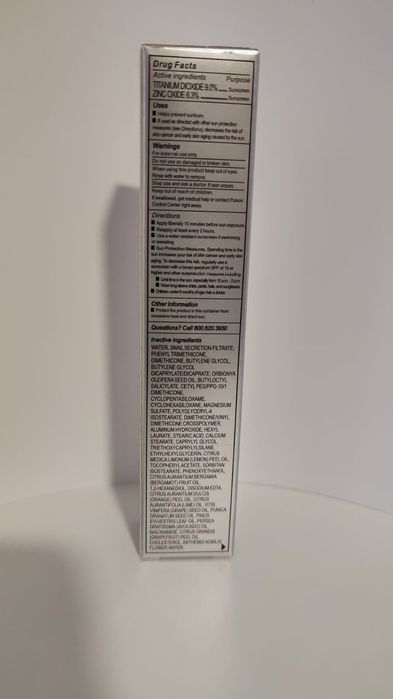 Drug Facts
Active ingredients Purpose
TITANIUM DIOXIDE 9.0% Sunscreen
ZINC OXIDE 6.3% Sunscreen
Uses
■ Helps prevent sunburn.
■ If used as directed with other sun protection
measures (see Directions), decreases the risk of
skin cancer and early skin aging caused by the sun.
Warnings
For external use only.
Do not use on damaged or broken skin.
When using this product keep out of eyes.
Rinse with water to remove.
Stop use and ask a doctor if rash occurs.
Keep out of reach of children.
If swallowed, get medical help or contact Poison
Control Center right away.
Directions
■ Apply liberally 15 minutes before sun exposure
■ Reapply at least every 2 hours.
■ Use a water resistant sunscreen if swimming
or sweating.
■ Sun Protection Measures. Spending time in the
sun increases your risk of skin cancer and early skin
aging. To decrease this risk, regularly use a
sunscreen with a broad spectrum SPF of 15 or
higher and other sun protection measures including:
■ Limit time in the sun, especially from 10 a.m. - 2 p.m.
■ Wear long-sleeve shirts, pants, hats, and sunglasses
■ Children under 6 months of age: Ask a doctor
Other Information
■ Protect the product in this container from
excessive heat and direct sun.
Questions? Call 800.620.3950
Inactive Ingredients
WATER, SNAIL SECRETION FILTRATE,
PHENYL TRIMETHICONE,
DIMETHICONE, BUTYLENE GLYCOL,
BUTYLENE GLYCOL
DICAPRYLATE/DICAPRATE, ORBIGNYA
OLEIFERA SEED OIL, BUTYLOCTYL
SALICYLATE, CETYL PEG/PPG-10/1
DIMETHICONE,
CYCLOPENTASILOXANE,
CYCLOHEXASILOXANE, MAGNESIUM
SULFATE, POLYGLYCERYL-4
ISOSTEARATE, DIMETHICONE/VINYL
DIMETHICONE CROSSPOLYMER,
ALUMINUM HYDROXIDE, HEXYL
LAURATE, STEARIC ACID, CALCIUM
STEARATE, CAPRYLYL GLYCOL,
TRIETHOXYCAPRYLYLSILANE,
ETHYLHEXYLGLYCERIN, CITRUS
MEDICA LIMONUM (LEMON) PEEL OIL,
TOCOPHERYL ACETATE, SORBITAN
ISOSTEARATE, PHENOXYETHANOL,
CITRUS AURANTIUM BERGAMIA
(BERGAMOT) FRUIT OIL,
1,2-HEXANEDIOL, DISODIUM EDTA,
CITRUS AURANTIUM DULCIS
(ORANGE) PEEL OIL, CITRUS
AURANTIFOLIA (LIME) OIL, VITIS
VINIFERA (GRAPE) SEED OIL, PUNICA
GRANATUM SEED OIL, PINUS
SYLVESTRIS LEAF OIL, PERSEA
GRATISSIMA (AVOCADO) OIL,
NIACINAMIDE, CITRUS GRANDIS
(GRAPEFRUIT) PEEL OIL,
CHOLESTEROL, ANTHEMIS NOBILIS
FLOWER WATER,